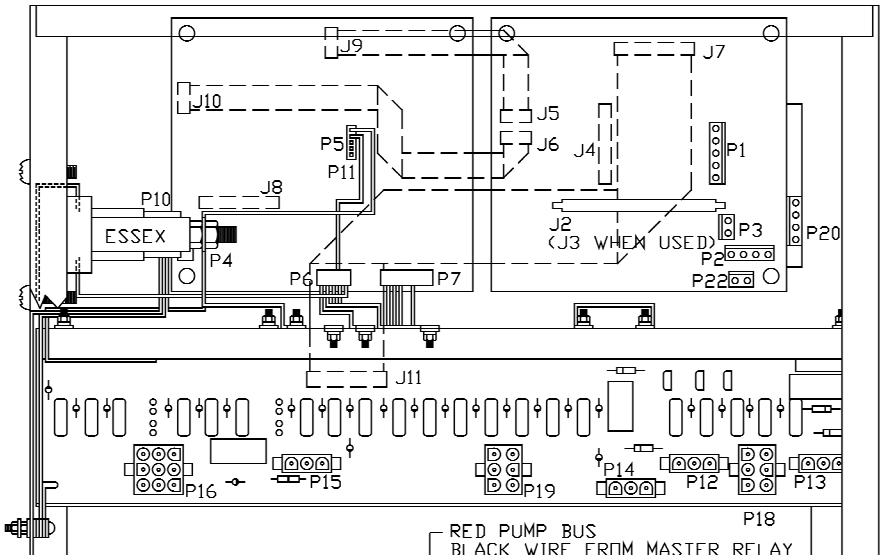 J9
J7
J10
J5
P5
J6
J4
P1
P11
P10
J8
J2
P3
P20
ESSEX
(J3 WHEN USED)
P4
P2
P6
P7
P22
J11
P14
P16
P15
P19
P12
P13
P18
RED PUMP BUS
BLACK WIRE FROM MASTER RELAY